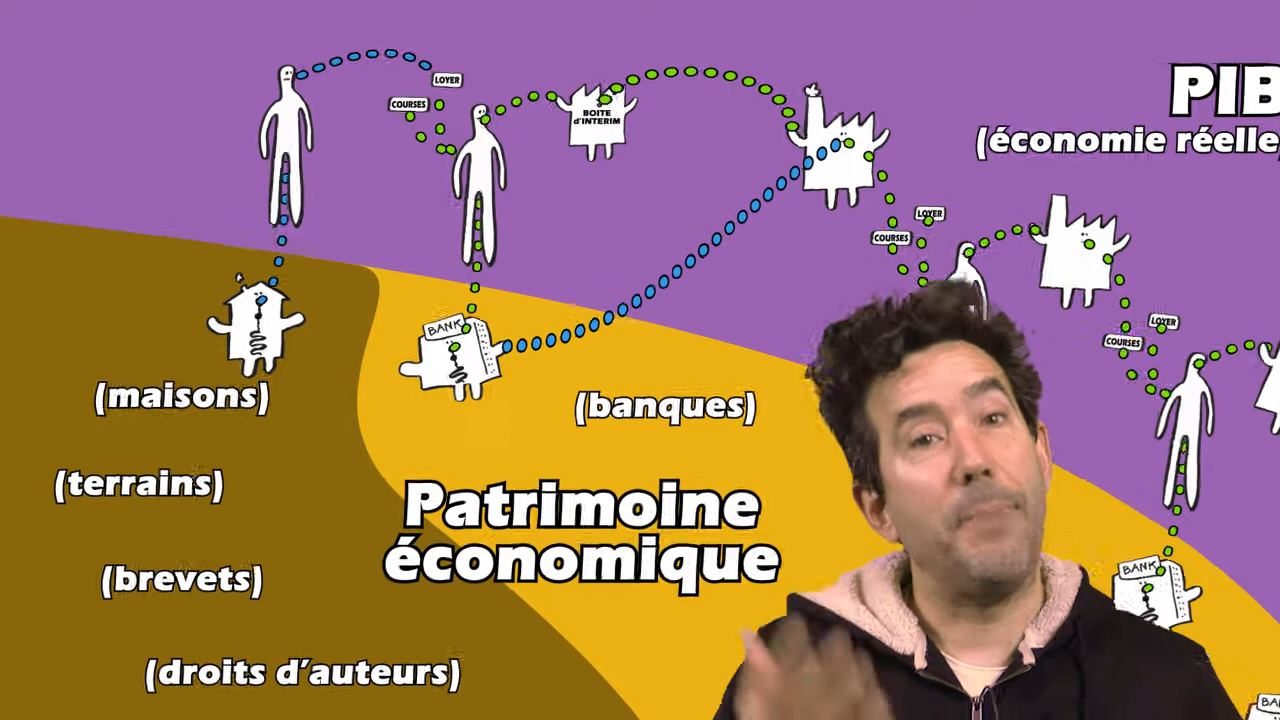 LOYER
COURSES
BOITE
d'INTERIM
PIB
(économie réelle
LOYER
COURSES
LOYER
COURSES
BANK
(maisons)
(banques)
(terrains)
Patrimoine
économique
(brevets)
BANK
(droits d'auteurs)
BAN